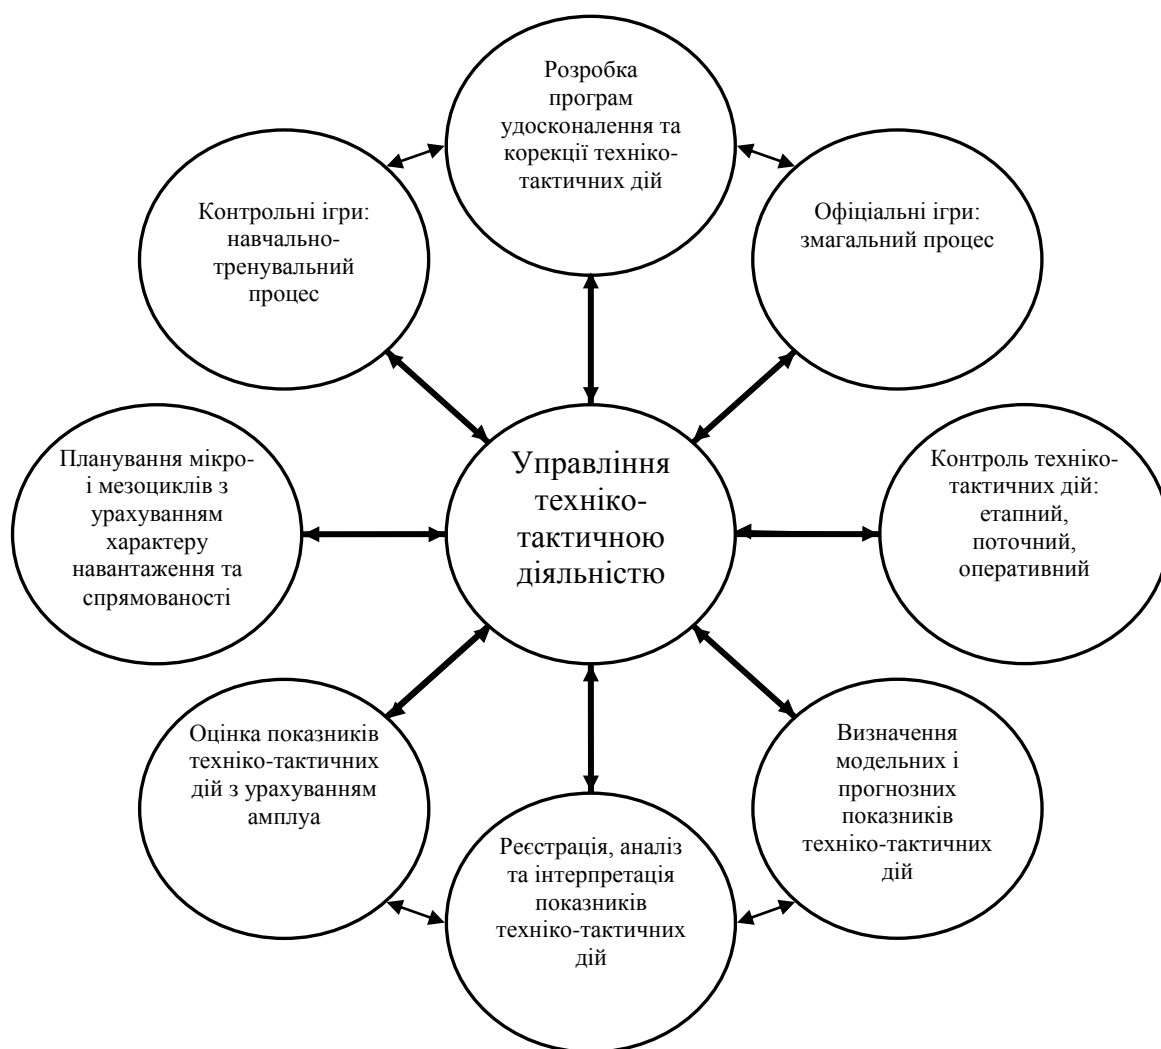 Розробка
програм
удосконалення та
корекції техніко-
тактичних дій
Контрольні ігри:
навчально-
тренувальний
процес
Офіціальні ігри:
змагальний процес
Планування мікро-
і мезоциклів з
урахуванням
характеру
навантаження та
спрямованості
Управління
техніко-
тактичною
діяльністю
Контроль техніко-
тактичних дій:
етапний,
поточний,
оперативний
Оцінка показників
техніко-тактичних
дій з урахуванням
амплуа
Реєстрація, аналіз
та інтерпретація
показників
техніко-тактичних
дій
Визначення
модельних і
прогнозних
показників
техніко-тактичних
дій